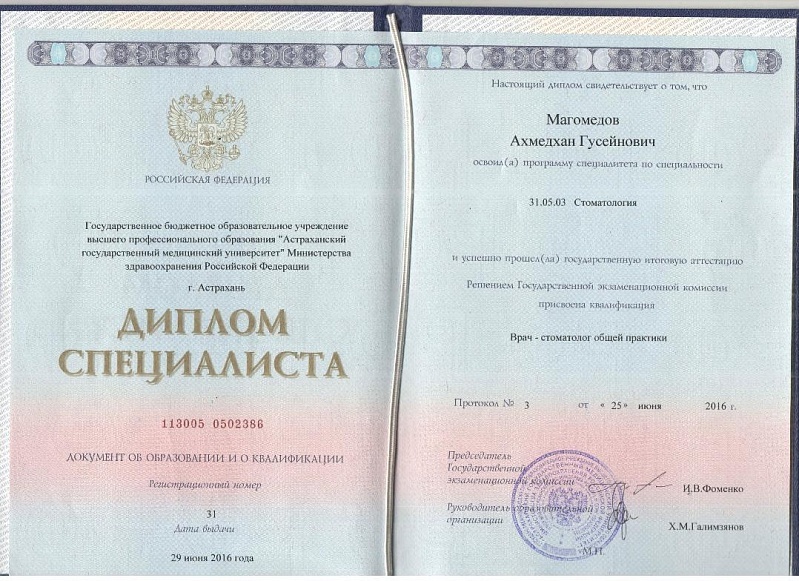 РОССИЙСКАЯ ФЕДЕРАЦИЯ
Государственное бюджетное образовательное учреждение
высшего профессионального образования "Астраханский
государственный медицинский университет" Министерства
здравоохранения Российской Федерации
г. Астрахань
ДИПЛОМ
СПЕЦИАЛИСТА
113005 0502386
ДОКУМЕНТ ОБ ОБРАЗОВАНИИ И О КВАЛИФИКАЦИИ
Регистрационный номер
31
Дата выдачи
29 июня 2016 года
Настоящий диплом свидетельствует о том, что
Магомедов
Ахмедхан Гусейнович
освоил(а) программу специалитета по специальности
31.05.03 Стоматология
и успешно прошел(ла) государственную итоговую аттестацию
Решением Государственной экзаменационной комиссии
присвоена квалификация
Врач - стоматолог общей практики
Протокол № 3 от « 25» июня 2016 г.
Председатель
Государственной
экзаменационной комиссии
И.В.Фоменко
Руководитель образовательной
организации
Х.М.Галимзянов
М.П.